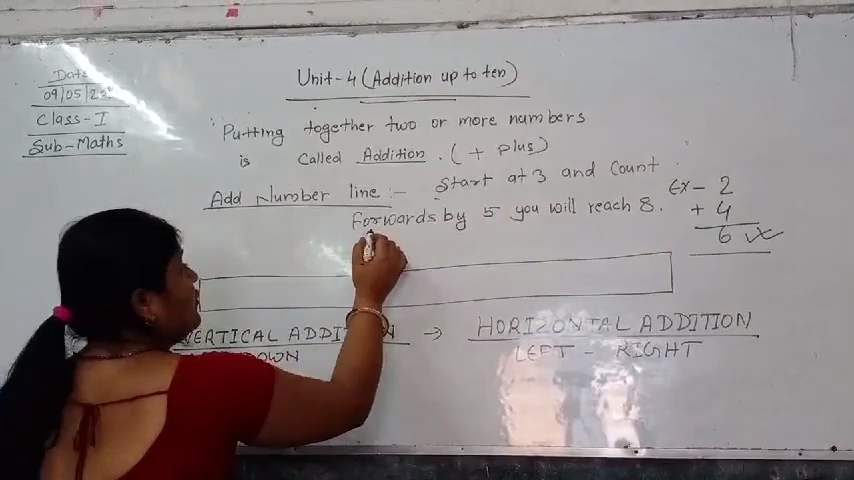 Unit-4 (Addition up to ten)
Date
09/05/2
Class-I
Sub-Maths
Putting together two or more numbers
is called Addition. (+ plus)
Add Number line :- Start at 3 and Count
forwards by 5 you will reach 8.
Ex- 2
+ 4
6
VERTICAL ADDI N → HORIZONTAL ADDITION
OWN LEFT - RIGHT